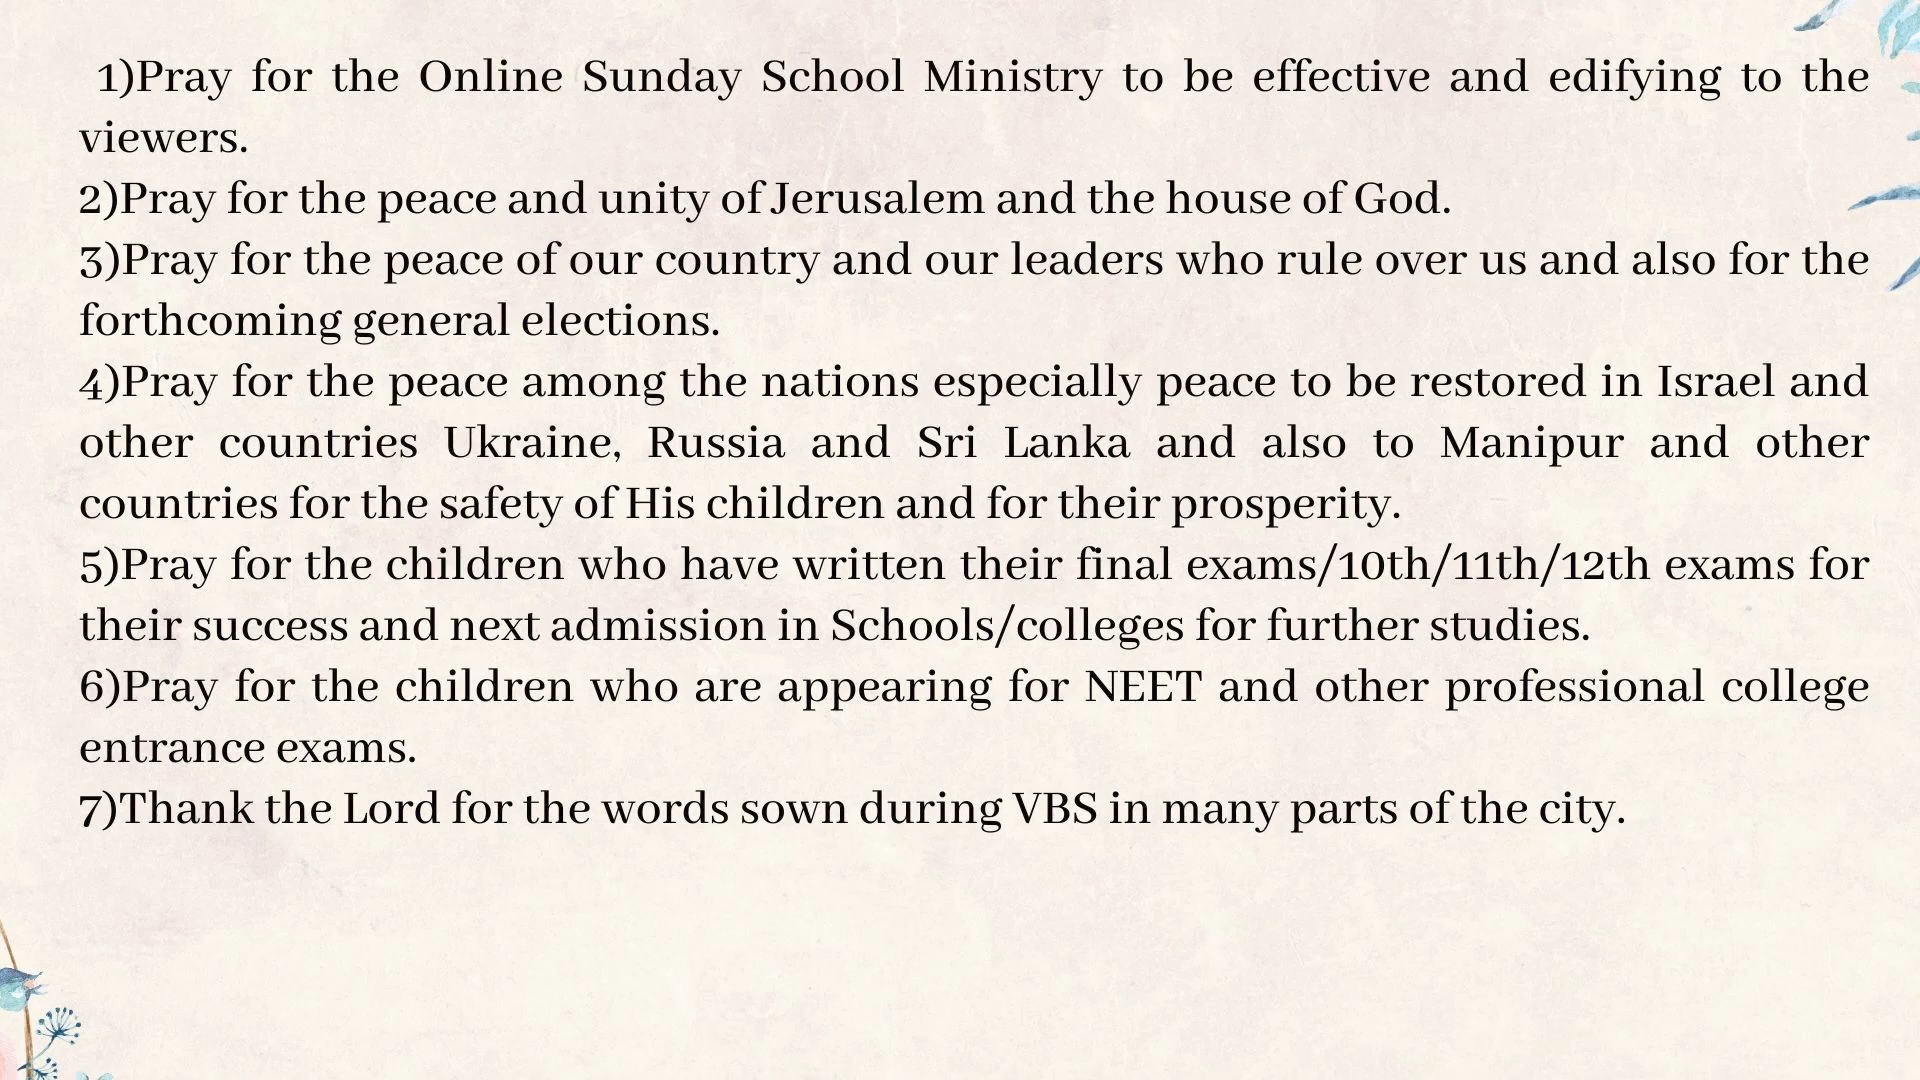 1)Pray for the Online Sunday School Ministry to be effective and edifying to the
viewers.
2)Pray for the peace and unity of Jerusalem and the house of God.
3)Pray for the peace of our country and our leaders who rule over us and also for the
forthcoming general elections.
4)Pray for the peace among the nations especially peace to be restored in Israel and
other countries Ukraine, Russia and Sri Lanka and also to Manipur and other
countries for the safety of His children and for their prosperity.
5)Pray for the children who have written their final exams/10th/11th/12th exams for
their success and next admission in Schools/colleges for further studies.
6)Pray for the children who are appearing for NEET and other professional college
entrance exams.
7)Thank the Lord for the words sown during VBS in many parts of the city.